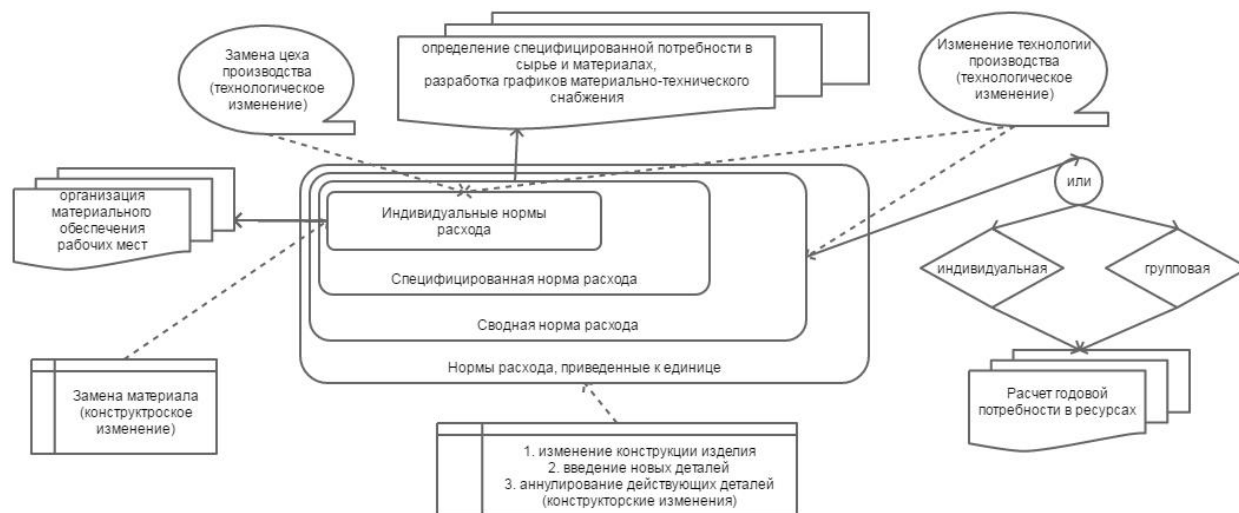 Замена цеха
производства
(технологическое
изменение)
определение специфицированной потребности в
сырье и материалах,
разработка графиков материально-технического
снабжения
Изменение технологии
производства
(технологическое
изменение)
организация
материального
обеспечения
рабочих мест
Индивидуальные нормы
расхода
Специфицированная норма расхода
Сводная норма расхода
Нормы расхода, приведенные к единице
или
индивидуальная
групповая
Расчет годовой
потребности в ресурсах
Замена материала
(конструктроское
изменение)
1. изменение конструкции изделия
2. введение новых деталей
3. аннулирование действующих деталей
(конструкторские изменения)